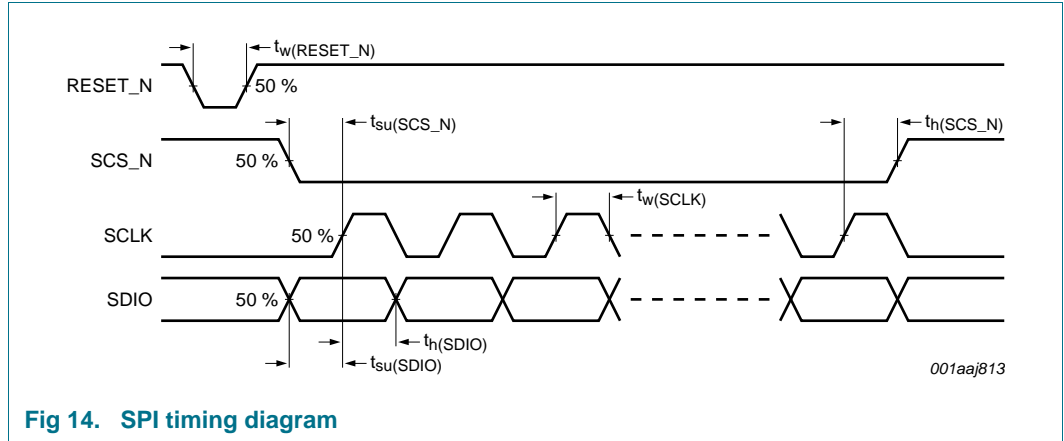 tw(RESET_N)
RESET_N
50 %
tsu(SCS_N)
th(SCS_N)
SCS_N
50 %
tw(SCLK)
SCLK
50 %
SDIO
50 %
th(SDIO)
tsu(SDIO)
001aaj813
Fig 14. SPI timing diagram